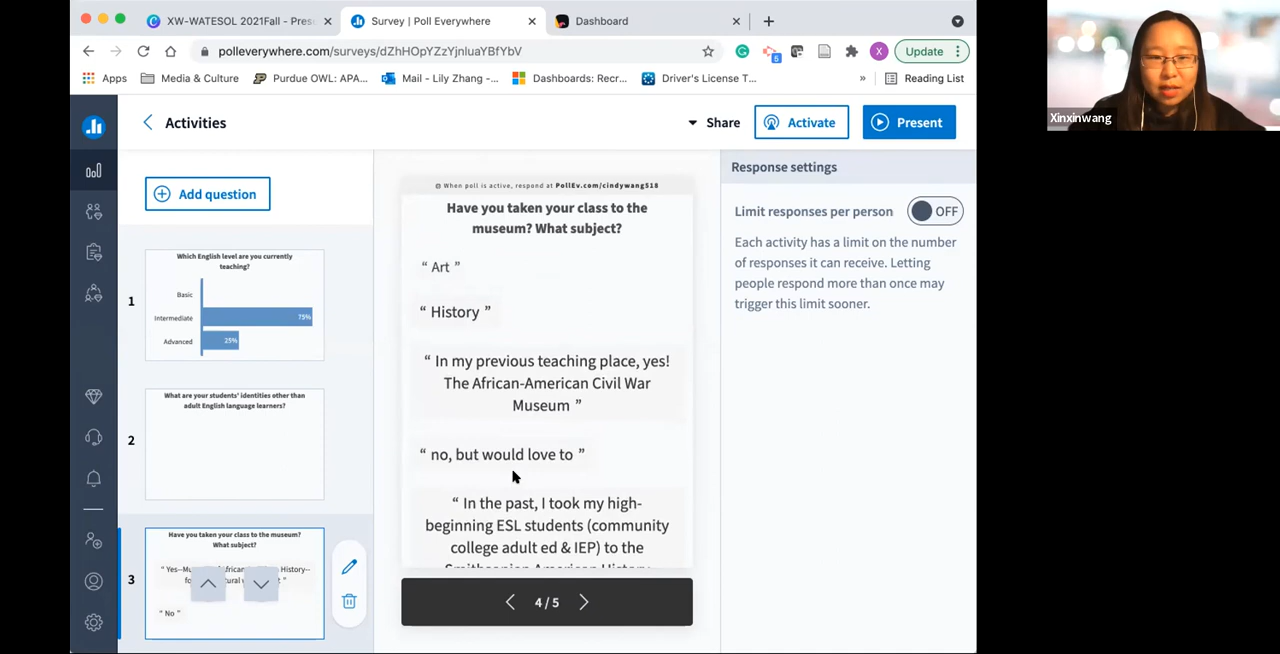 XW-WATESOL 2021Fall - Pres
Survey | Poll Everywhere
Dashboard
polleverywhere.com/surveys/dZhHOpYZzYjnluaYBfYbV
5
X
Update
Apps
Media & Culture
Purdue OWL: APA...
Mail - Lily Zhang -...
Dashboards: Recr...
Driver's License T...
»
Reading List
Xinxinwang
Activities
Share
Activate
Present
Add question
1
Which English level are you currently
teaching?
Basic
Intermediate
75%
Advanced
25%
2
What are your students' identities other than
adult English language learners?
3
Have you taken your class to the museum?
What subject?
“ No ”
When poll is active, respond at PollEv.com/cindywang518
Have you taken your class to the
museum? What subject?
“ Art ”
“ History ”
“ In my previous teaching place, yes!
The African-American Civil War
Museum ”
“ no, but would love to ”
“ In the past, I took my high-
beginning ESL students (community
college adult ed & IEP) to the
Smithsonian American History
4 / 5
Response settings
Limit responses per person
OFF
Each activity has a limit on the number
of responses it can receive. Letting
people respond more than once may
trigger this limit sooner.